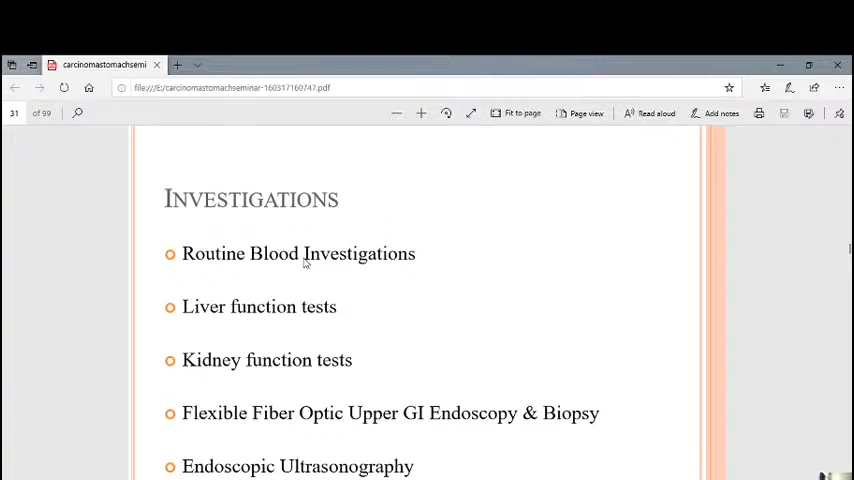 carcinomastomachsemi
file:///E:/carcinomastomachseminar-160317160747.pdf
31 of 99
Fit to page
Page view
Read aloud
Add notes
INVESTIGATIONS
Routine Blood Investigations
Liver function tests
Kidney function tests
Flexible Fiber Optic Upper GI Endoscopy & Biopsy
Endoscopic Ultrasonography